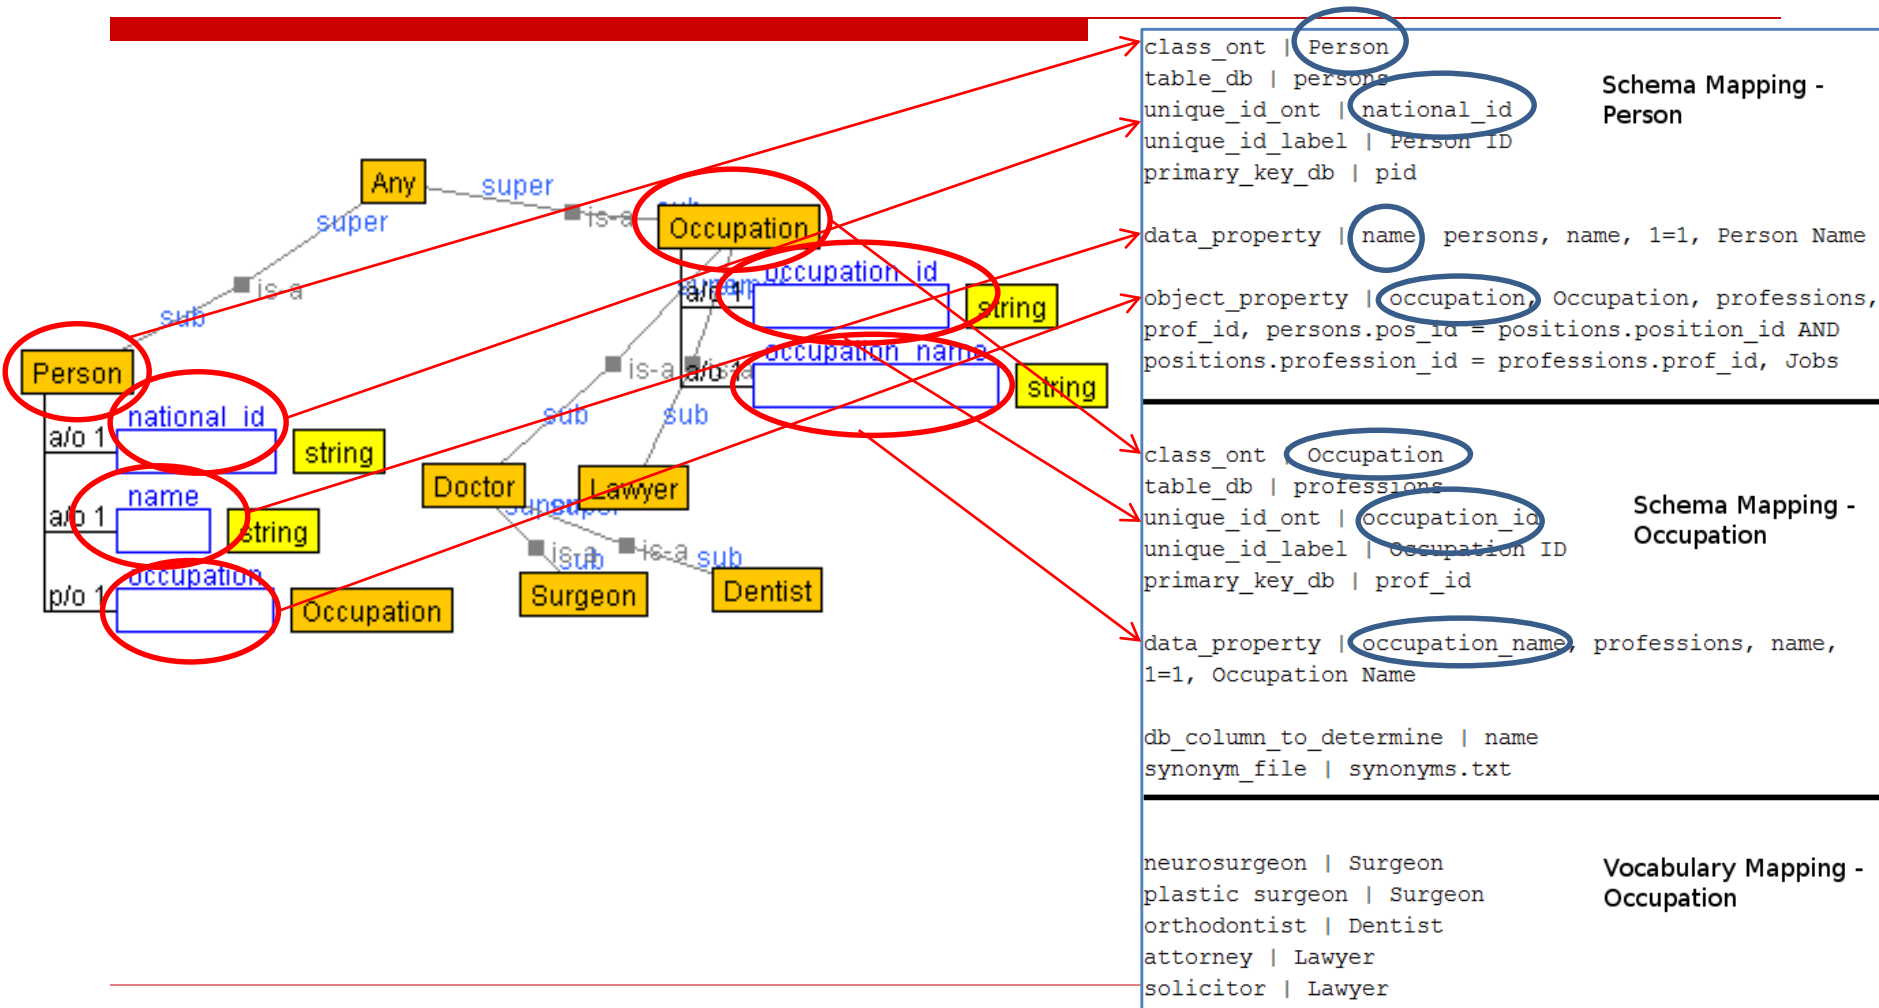 Any
super
is-a
sub
Occupation
super
is-a
sub
Person
national_id
a/o 1
string
name
a/o 1
string
occupation
p/o 1
Occupation
occupation_id
a/o 1
string
occupation_name
a/o 1
string
is-a
sub
sub
Doctor
Lawyer
super
is-a
is-a
sub
sub
Surgeon
Dentist
class_ont | Person
table_db | persons
unique_id_ont | national_id
unique_id_label | Person ID
primary_key_db | pid
Schema Mapping -
Person
data_property | name, persons, name, 1=1, Person Name
object_property | occupation, Occupation, professions,
prof_id, persons.pos_id = positions.position_id AND
positions.profession_id = professions.prof_id, Jobs
class_ont | Occupation
table_db | professions
unique_id_ont | occupation_id
unique_id_label | Occupation ID
primary_key_db | prof_id
Schema Mapping -
Occupation
data_property | occupation_name, professions, name,
1=1, Occupation Name
db_column_to_determine | name
synonym_file | synonyms.txt
neurosurgeon | Surgeon
plastic surgeon | Surgeon
orthodontist | Dentist
attorney | Lawyer
solicitor | Lawyer
Vocabulary Mapping -
Occupation